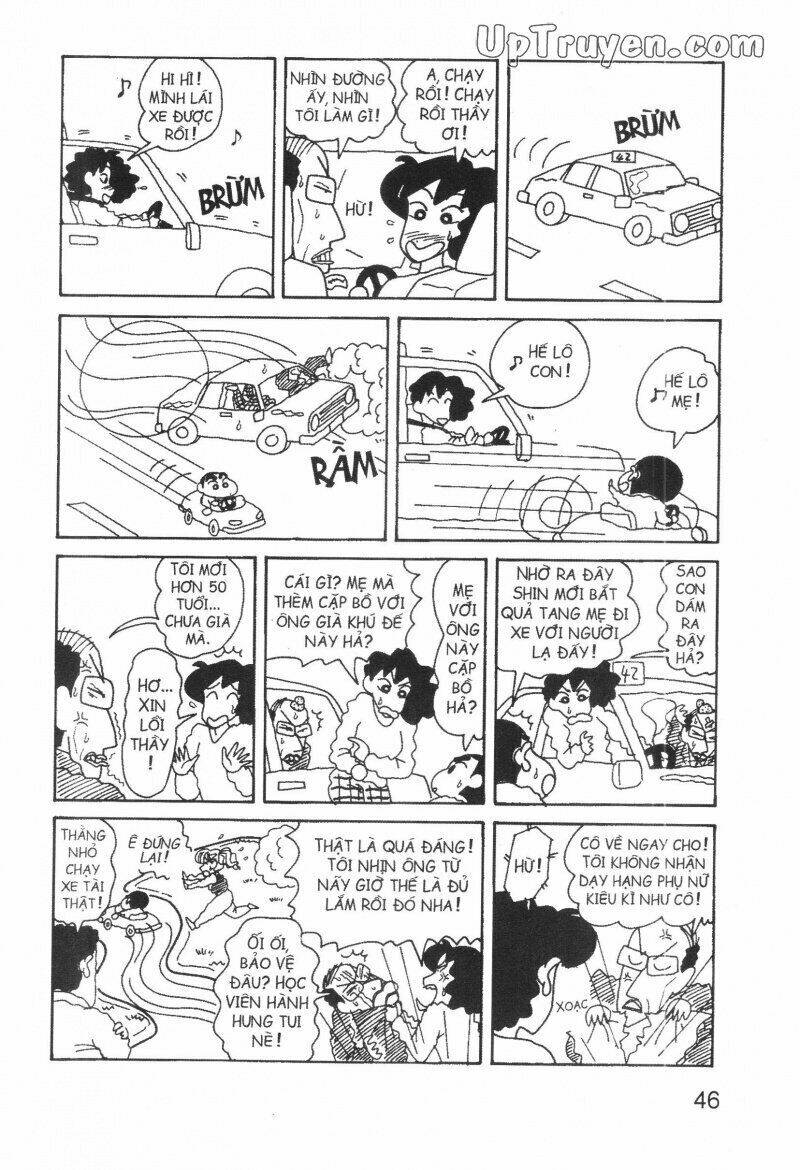 UpTruyen.com
BRỪM
42
A, CHẠY
RỒI! CHẠY
RỒI THẦY
ƠI!
NHÌN ĐƯỜNG
ẤY, NHÌN
TÔI LÀM GÌ!
HỪ!
HI HÌ!
MÌNH LÁI
XE ĐƯỢC
RỒI!
BRỪM
HẾ LÔ
MẸ!
HẾ LÔ
CON!
RẦM
SAO
CON
DÁM
RA
ĐÂY
HẢ?
NHỜ RA ĐÂY
SHIN MỚI BẮT
QUẢ TANG MẸ ĐI
XE VỚI NGƯỜI
LẠ ĐẤY!
42
MẸ
VỚI
ÔNG
NÀY
CẶP
BỒ
HẢ?
CÁI GÌ? MẸ MÀ
THÈM CẶP BỒ VỚI
ÔNG GIÀ KHÚ ĐẾ
NÀY HẢ?
TÔI MỚI
HƠN 50
TUỔI...
CHƯA GIÀ
MÀ.
HƠ...
XIN
LỖI
THẦY
!
CÔ VỀ NGAY CHO!
TÔI KHÔNG NHẬN
DẠY HẠNG PHỤ NỮ
KIÊU KÌ NHƯ CÔ!
HỪ!
XOẠC
THẬT LÀ QUÁ ĐÁNG!
TÔI NHỊN ÔNG TỪ
NÃY GIỜ THẾ LÀ ĐỦ
LẮM RỒI ĐÓ NHA!
ỐI ỐI,
BẢO VỆ
ĐÂU? HỌC
VIÊN HÀNH
HUNG TUI
NÈ!
Ê ĐỨNG
LẠI!
THẰNG
NHỎ
CHẠY
XE TÀI
THẬT!
46